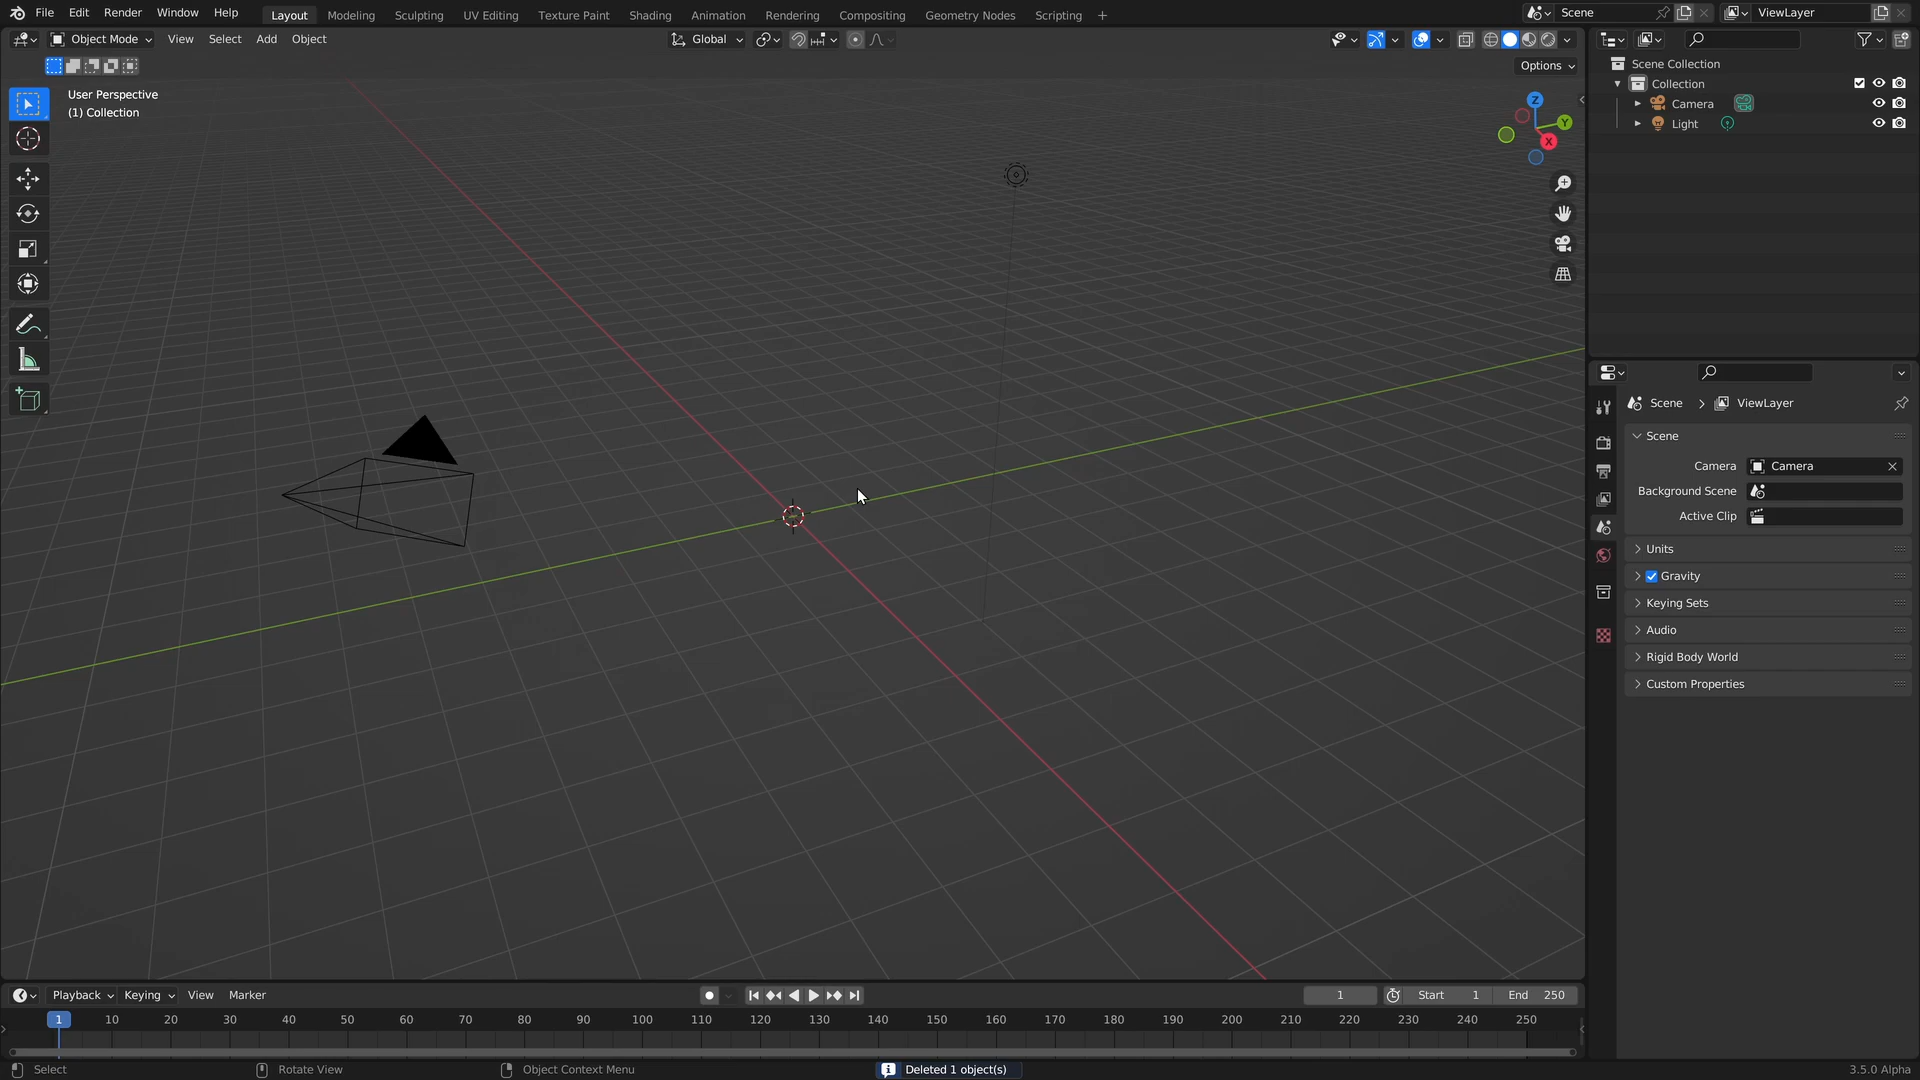 File Edit Render Window Help Layout Modeling Sculpting UV Editing Texture Paint Shading Animation Rendering Compositing Geometry Nodes Scripting + Scene ViewLayer
Object Mode View Select Add Object Global
Options
User Perspective
(1) Collection
Z
Y
X
Scene Collection
Collection
Camera
Light
Scene > ViewLayer
Scene
Camera Camera
Background Scene
Active Clip
Units
Gravity
Keying Sets
Audio
Rigid Body World
Custom Properties
Playback Keying View Marker 1 Start 1 End 250
1 10 20 30 40 50 60 70 80 90 100 110 120 130 140 150 160 170 180 190 200 210 220 230 240 250
Select Rotate View Object Context Menu Deleted 1 object(s) 3.5.0 Alpha